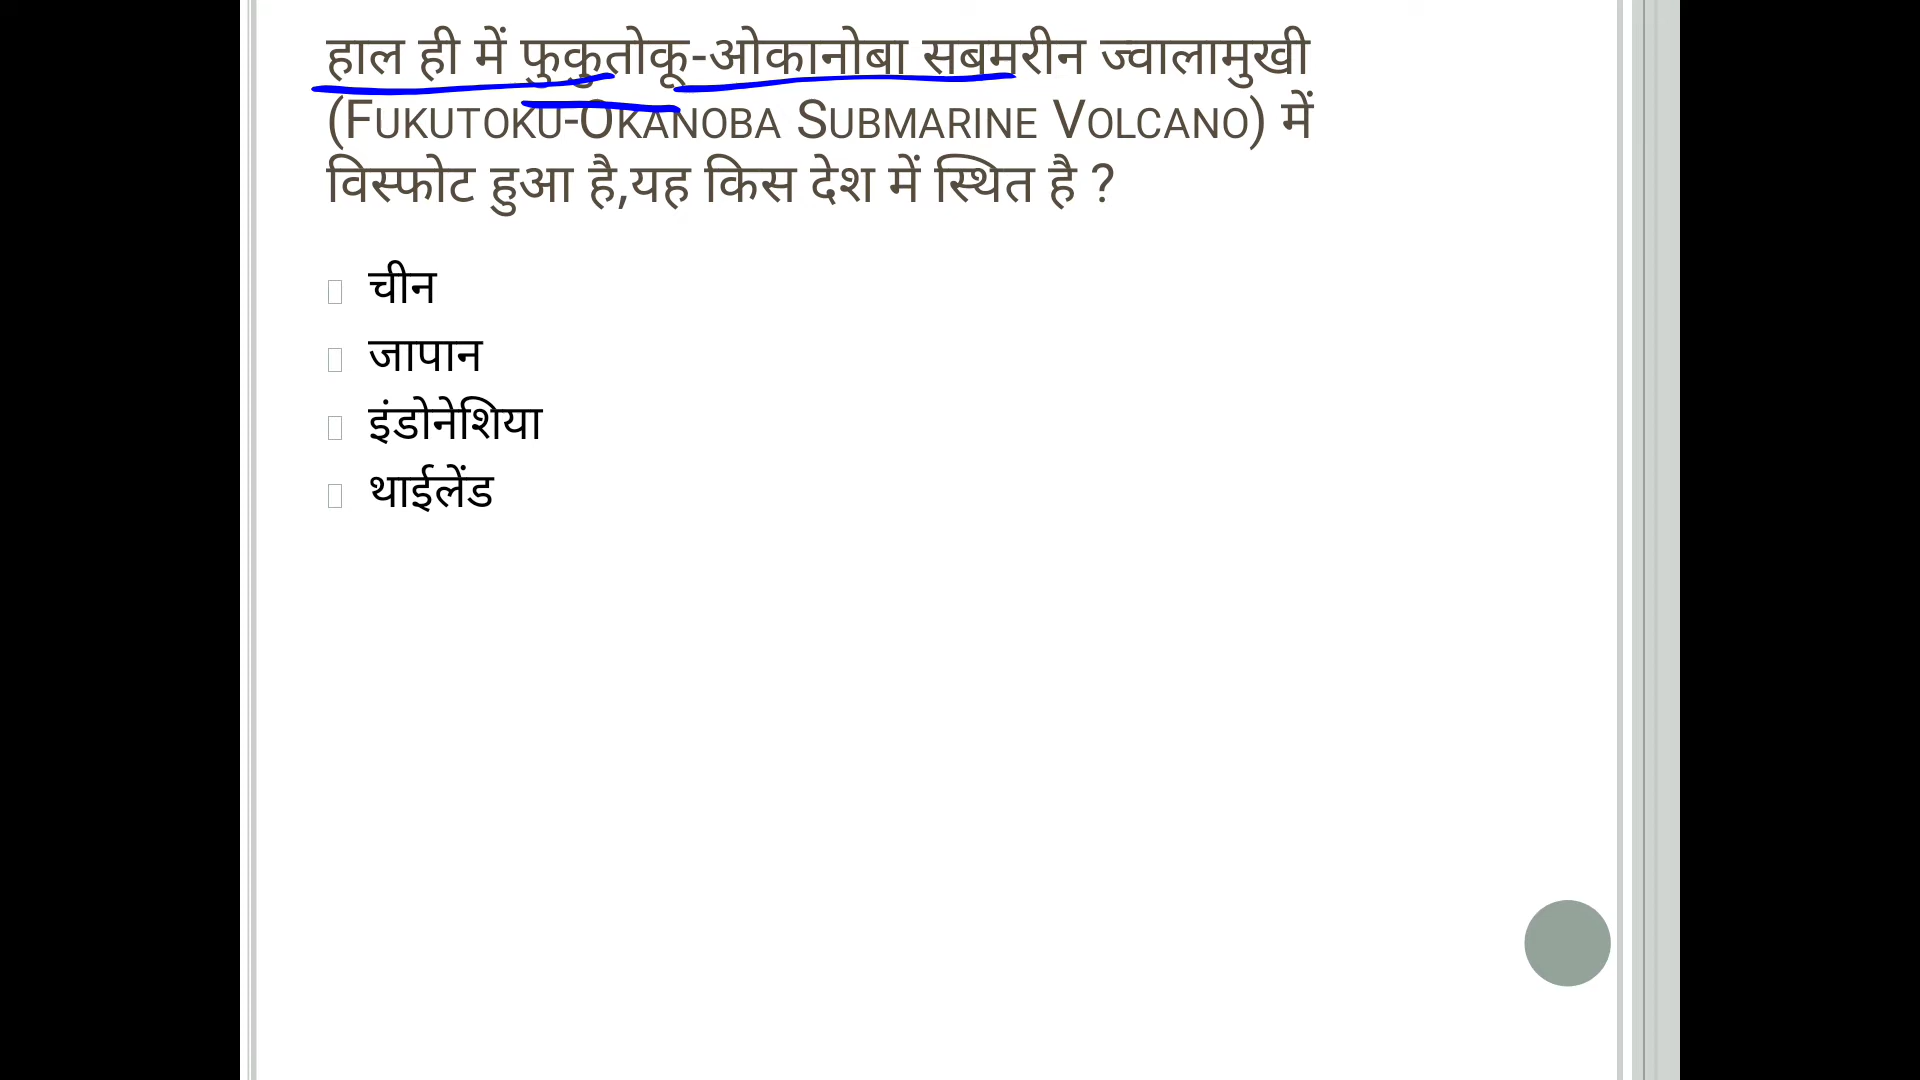 हाल ही में फुकुतोकू-ओकानोबा सबमरीन ज्वालामुखी
(FUKUTOKU-OKANOBA SUBMARINE VOLCANO) में
विस्फोट हुआ है,यह किस देश में स्थित है ?
चीन
जापान
इंडोनेशिया
थाईलेंड